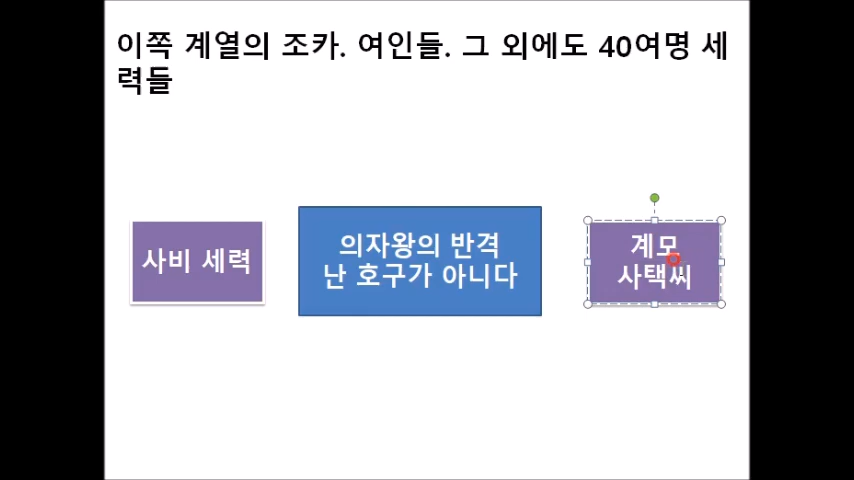 이쪽 계열의 조카. 여인들. 그 외에도 40여명 세
력들
사비 세력
의자왕의 반격
난 호구가 아니다
계모
사택씨